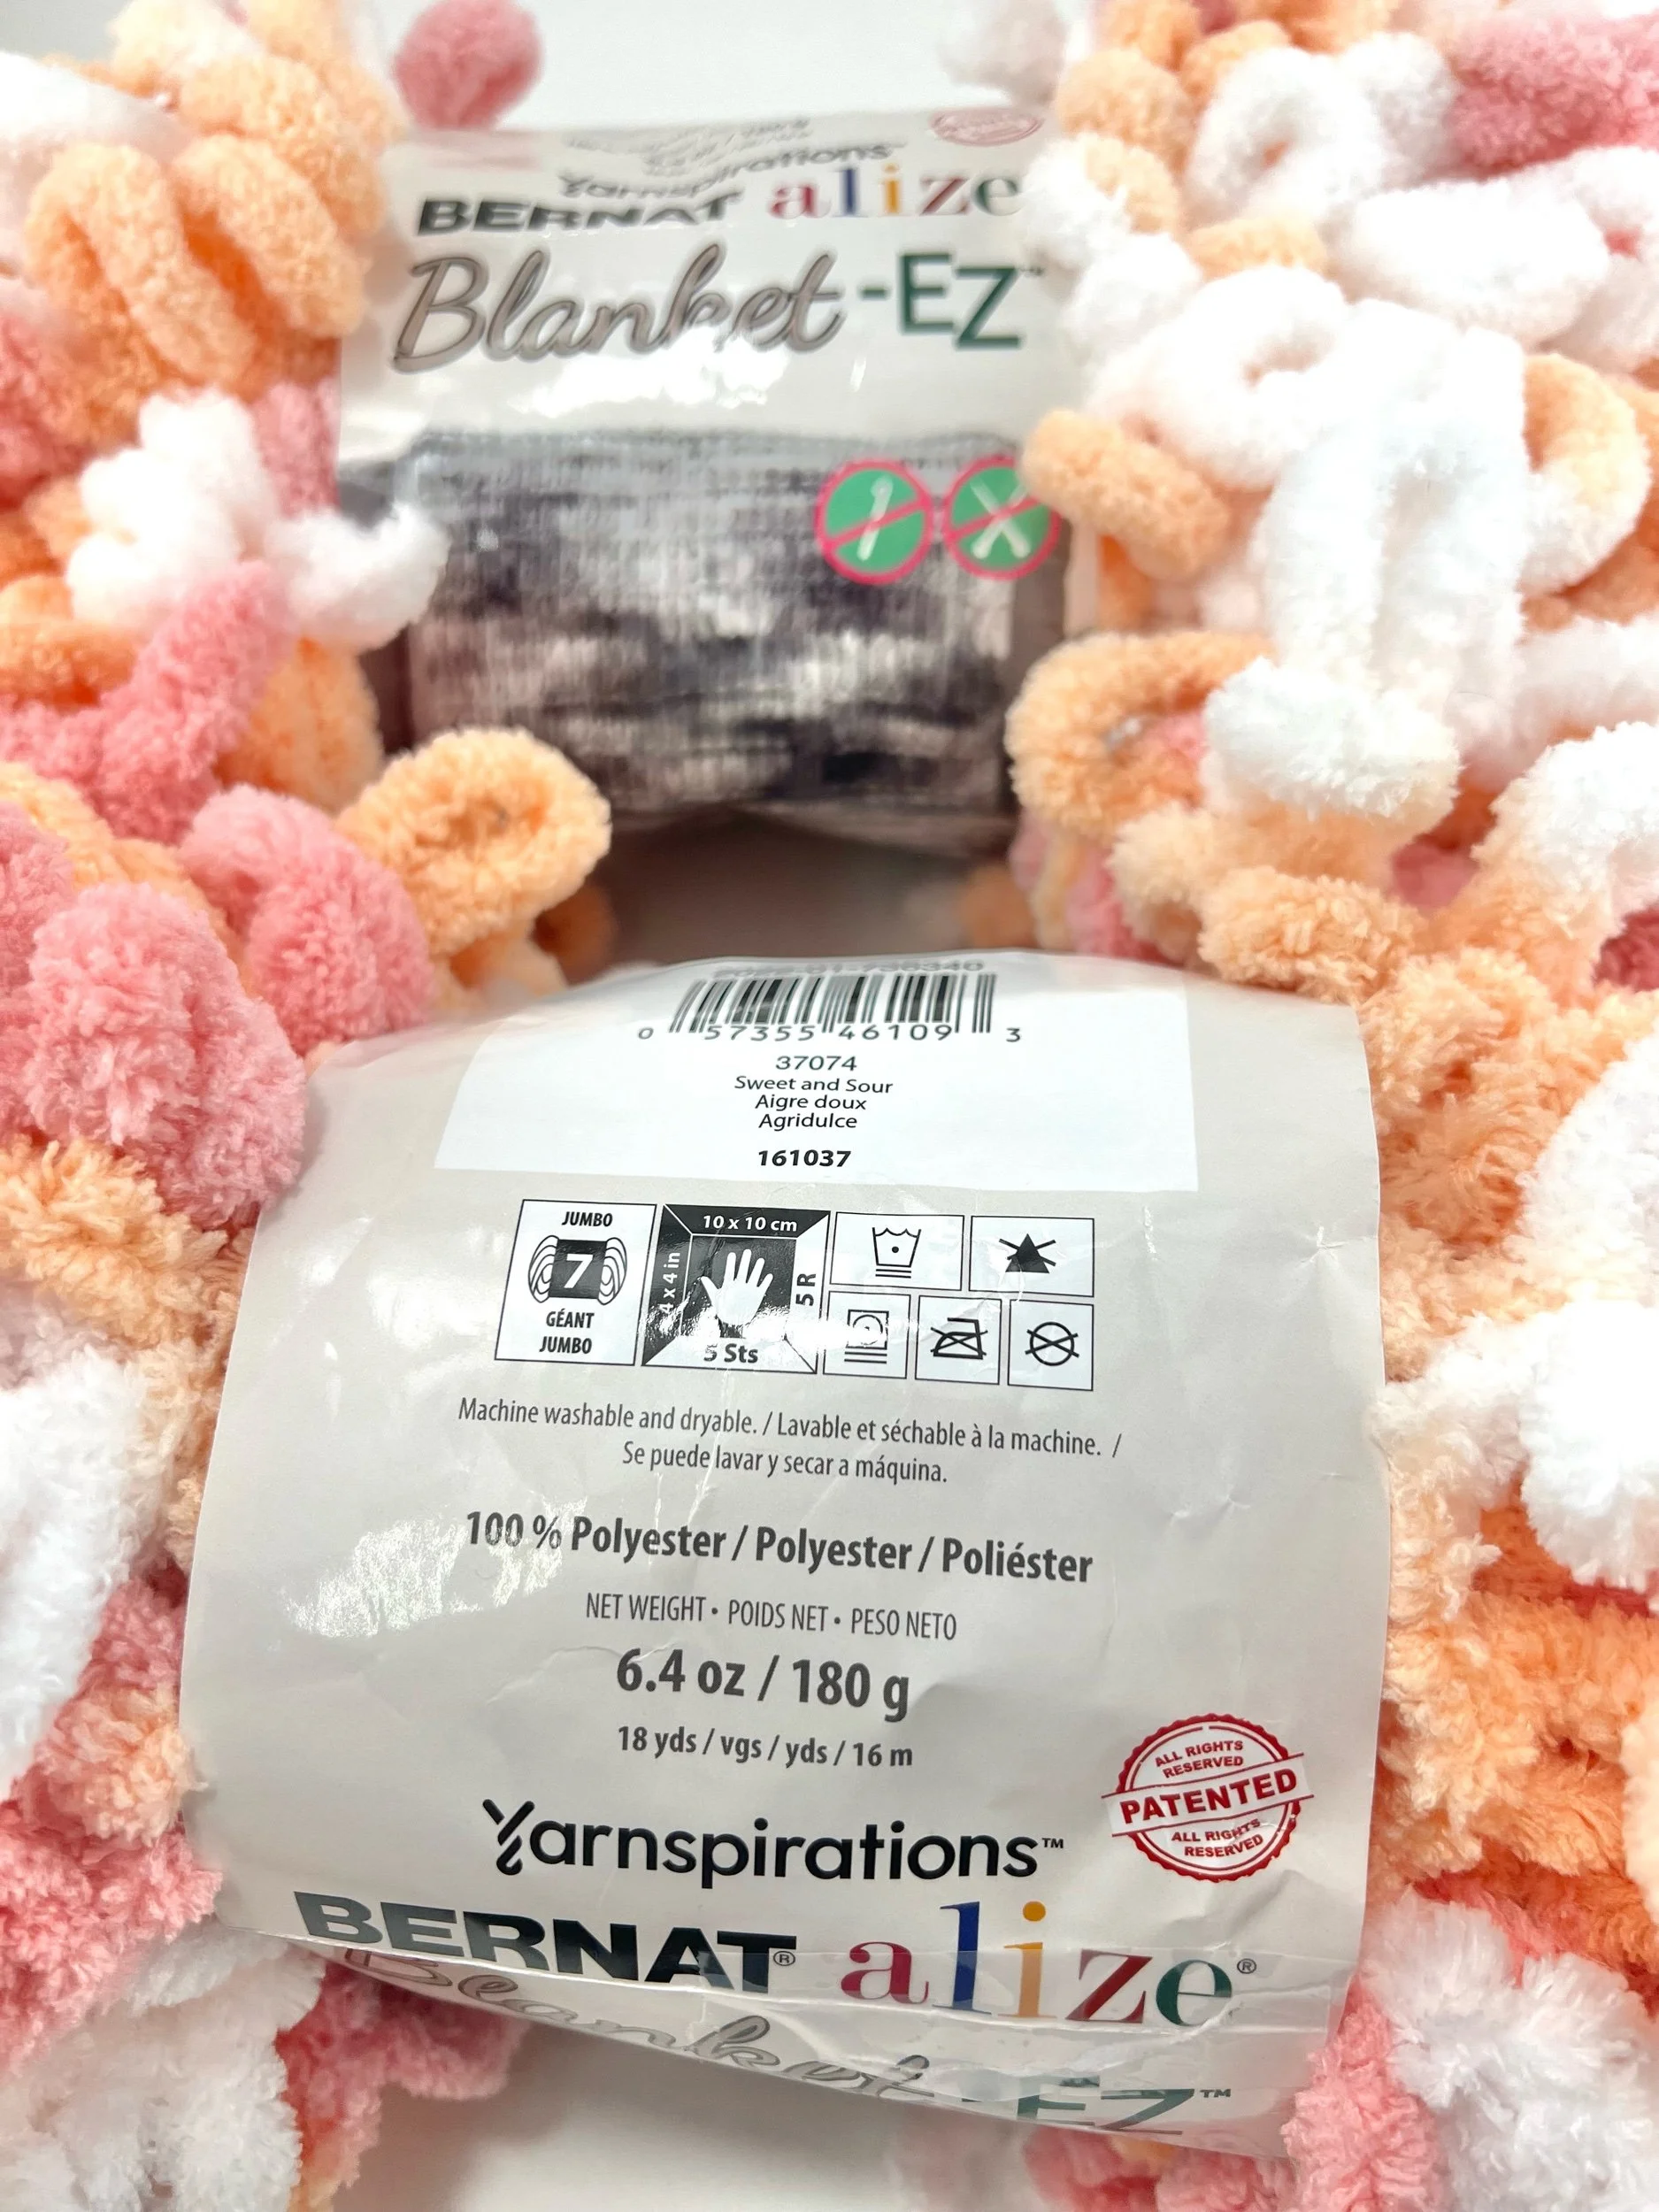 Yarnspirations
BERNAT alize
Blanket-EZ™
0 57355 46109 3
37074
Sweet and Sour
Aigre doux
Agridulce
161037
JUMBO
7
GÉANT
JUMBO
10 x 10 cm
4 x 4 in
5 R
5 Sts
Machine washable and dryable. / Lavable et séchable à la machine. /
Se puede lavar y secar a máquina.
100 % Polyester / Polyester / Poliéster
NET WEIGHT • POIDS NET • PESO NETO
6.4 oz / 180 g
18 yds / vgs / yds / 16 m
ALL RIGHTS
RESERVED
PATENTED
ALL RIGHTS
RESERVED
Yarnspirations™
BERNAT® alize®
Blanket-EZ™